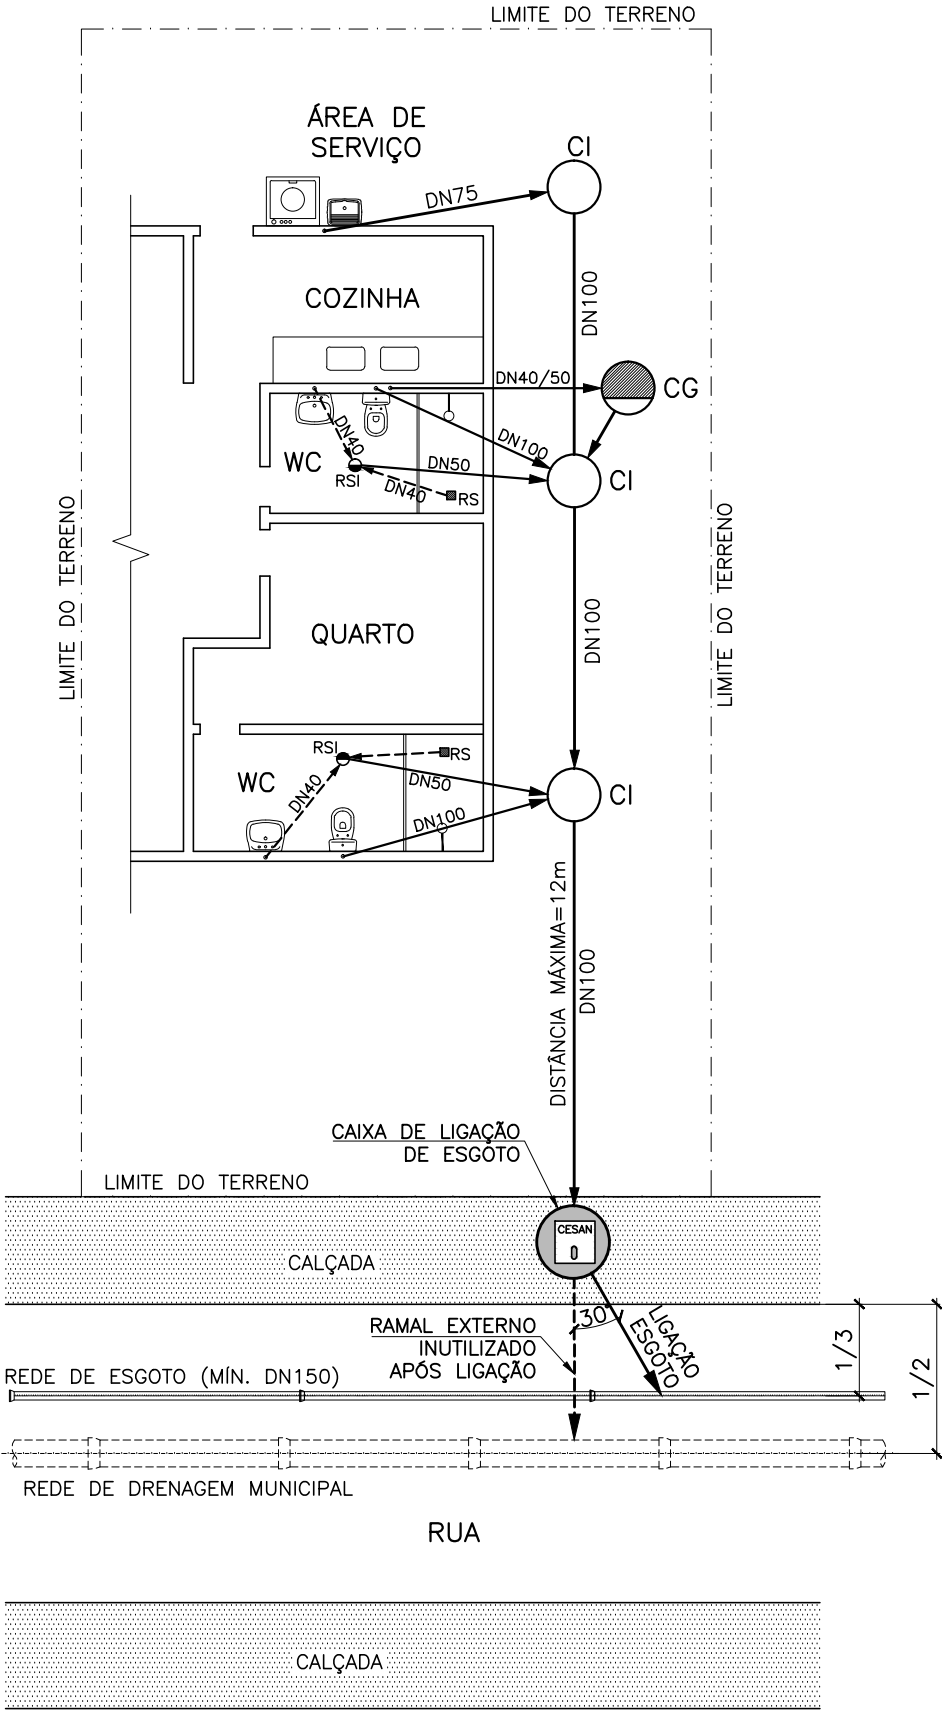 LIMITE DO TERRENO
ÁREA DE
SERVIÇO
CI
DN75
DN100
COZINHA
DN40/50
CG
DN40
DN100
WC
DN50
CI
RSI
DN40
RS
LIMITE DO TERRENO
LIMITE DO TERRENO
QUARTO
DN100
RSI
RS
WC
DN40
DN50
CI
DN100
DISTÂNCIA MÁXIMA=12m
DN100
CAIXA DE LIGAÇÃO
DE ESGOTO
LIMITE DO TERRENO
CESAN
CALÇADA
RAMAL EXTERNO
INUTILIZADO
APÓS LIGAÇÃO
30°
LIGAÇÃO
ESGOTO
1/3
1/2
REDE DE ESGOTO (MÍN. DN150)
REDE DE DRENAGEM MUNICIPAL
RUA
CALÇADA